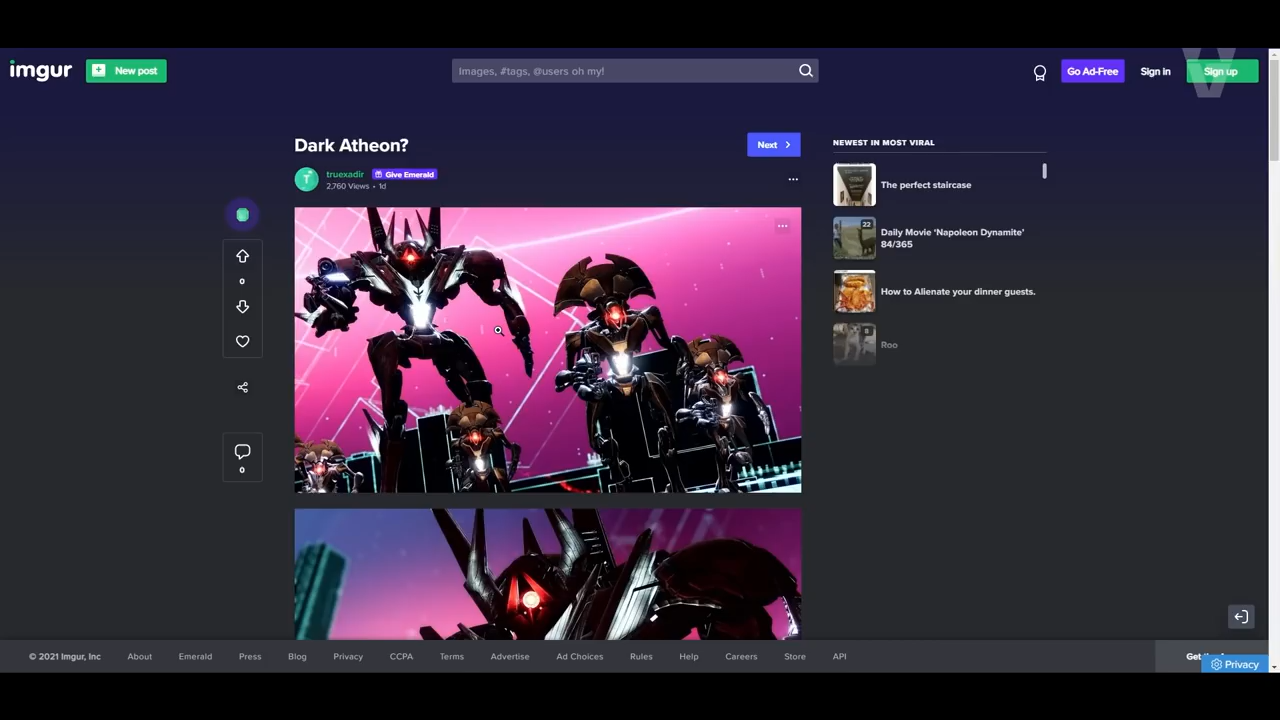 imgur
New post
Images, #tags, @users oh my!
Go Ad-Free
Sign in
Sign up
Dark Atheon?
Next
T
truexadir
Give Emerald
2,760 Views • 1d
0
0
NEWEST IN MOST VIRAL
The perfect staircase
22
Daily Movie ‘Napoleon Dynamite’
84/365
How to Alienate your dinner guests.
Roo
© 2021 Imgur, Inc
About
Emerald
Press
Blog
Privacy
CCPA
Terms
Advertise
Ad Choices
Rules
Help
Careers
Store
API
Privacy